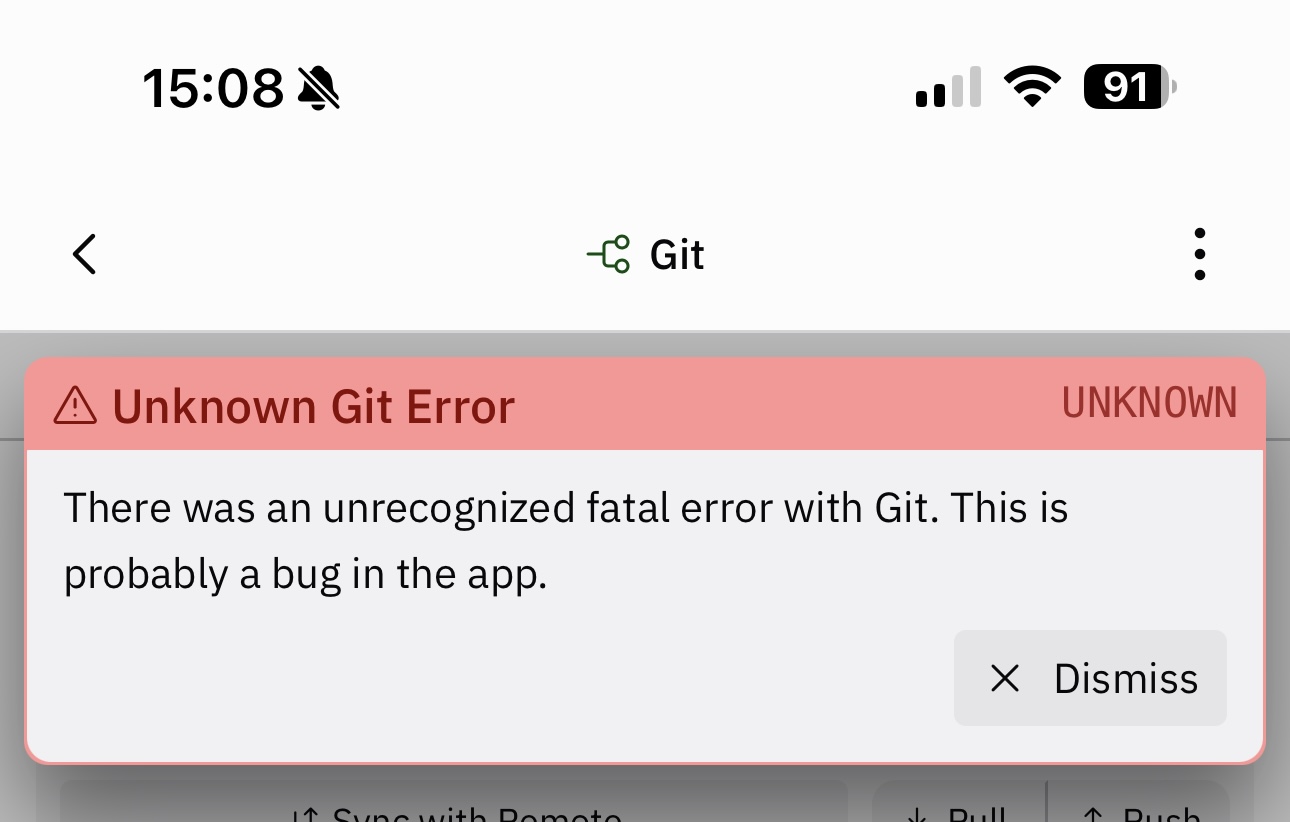 15:08
91
Git
Unknown Git Error
UNKNOWN
There was an unrecognized fatal error with Git. This is
probably a bug in the app.
Dismiss
Sync with Remote
Pull
Push